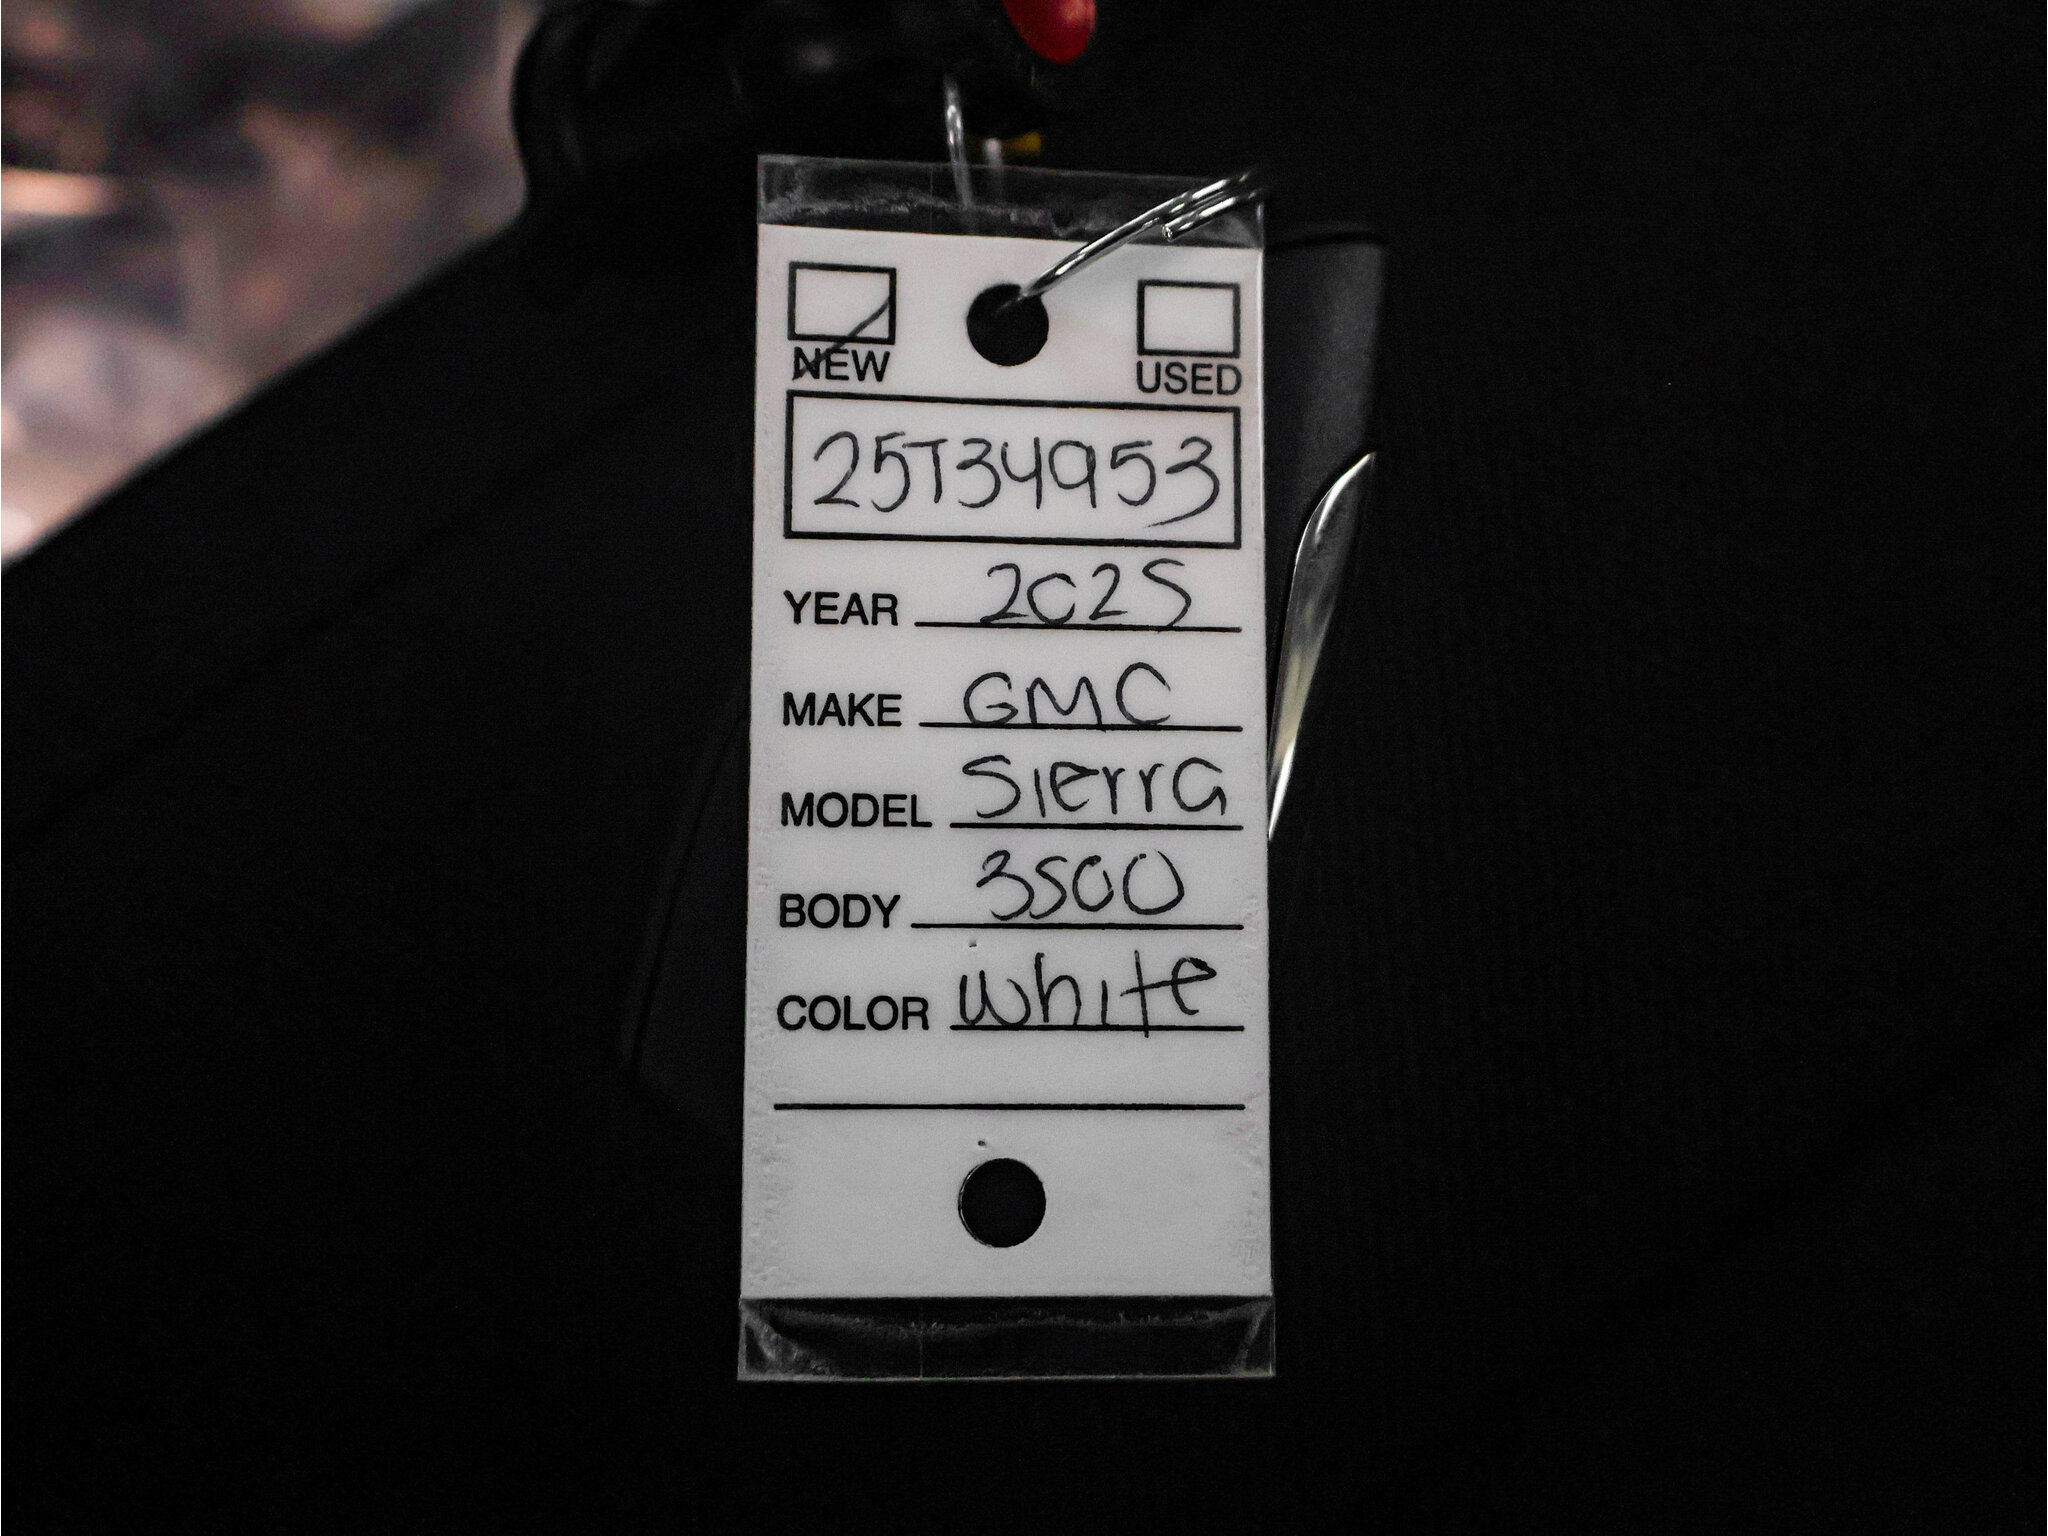 NEW USED
25T34953
YEAR 2025
MAKE GMC
MODEL Sierra
BODY 3500
COLOR white